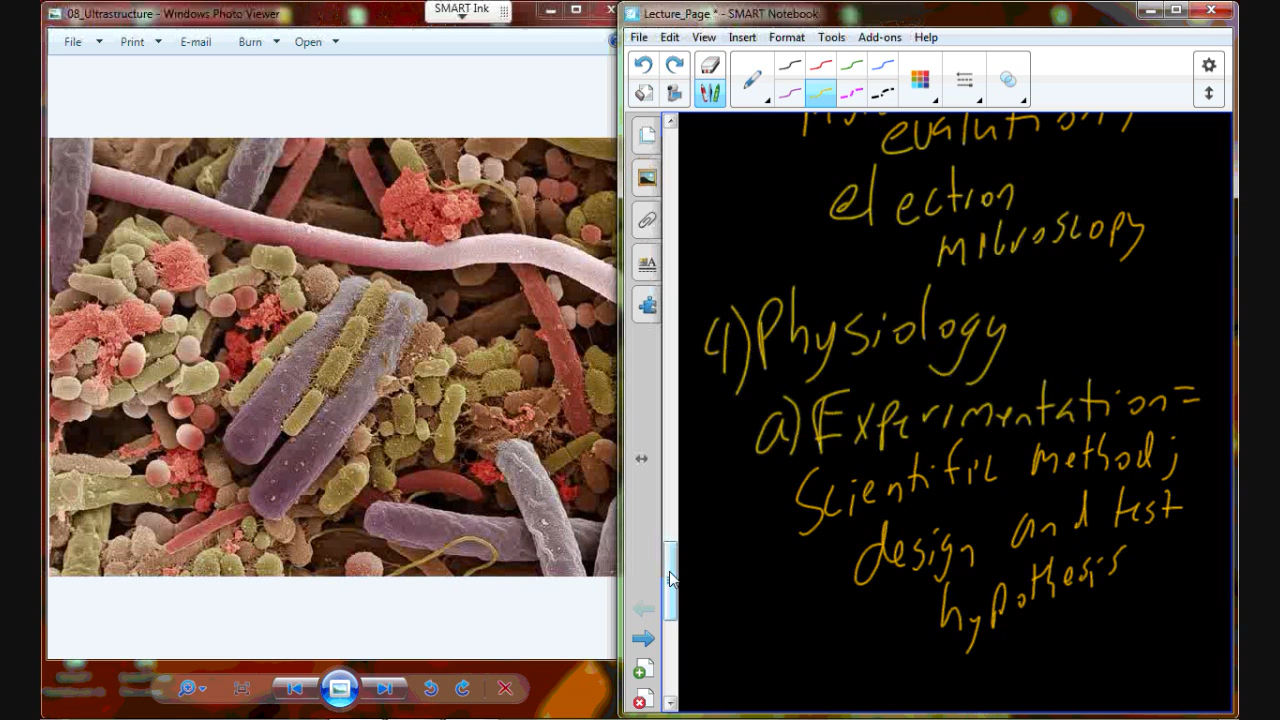 08_Ultrastructure - Windows Photo Viewer
SMART Ink
File Print E-mail Burn Open
Lecture_Page * - SMART Notebook
File Edit View Insert Format Tools Add-ons Help
evalution,
electron
microscopy
4) Physiology
a) Experimentation =
Scientific method;
design and test
hypothesis